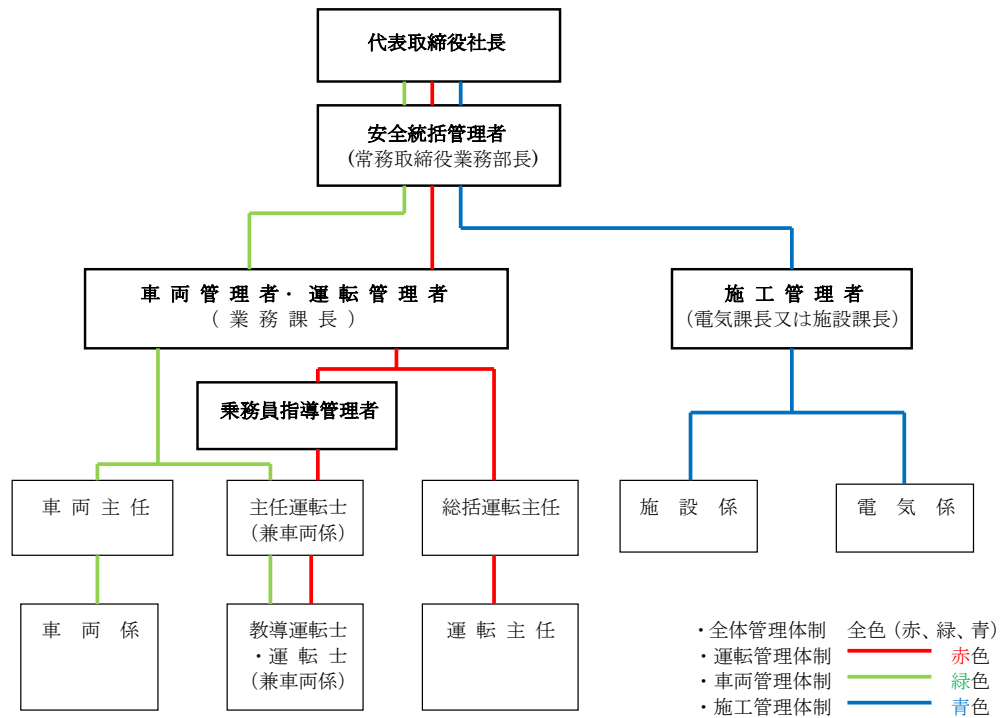 代表取締役社長
安全統括管理者
(常務取締役業務部長)
車両管理者・運転管理者
(業務課長)
施工管理者
(電気課長又は施設課長)
乗務員指導管理者
車両主任
主任運転士
(兼車両係)
総括運転主任
施設係
電気係
車両係
教導運転士
・運転士
(兼車両係)
運転主任
・全体管理体制 全色(赤、緑、青)
・運転管理体制 赤色
・車両管理体制 緑色
・施工管理体制 青色